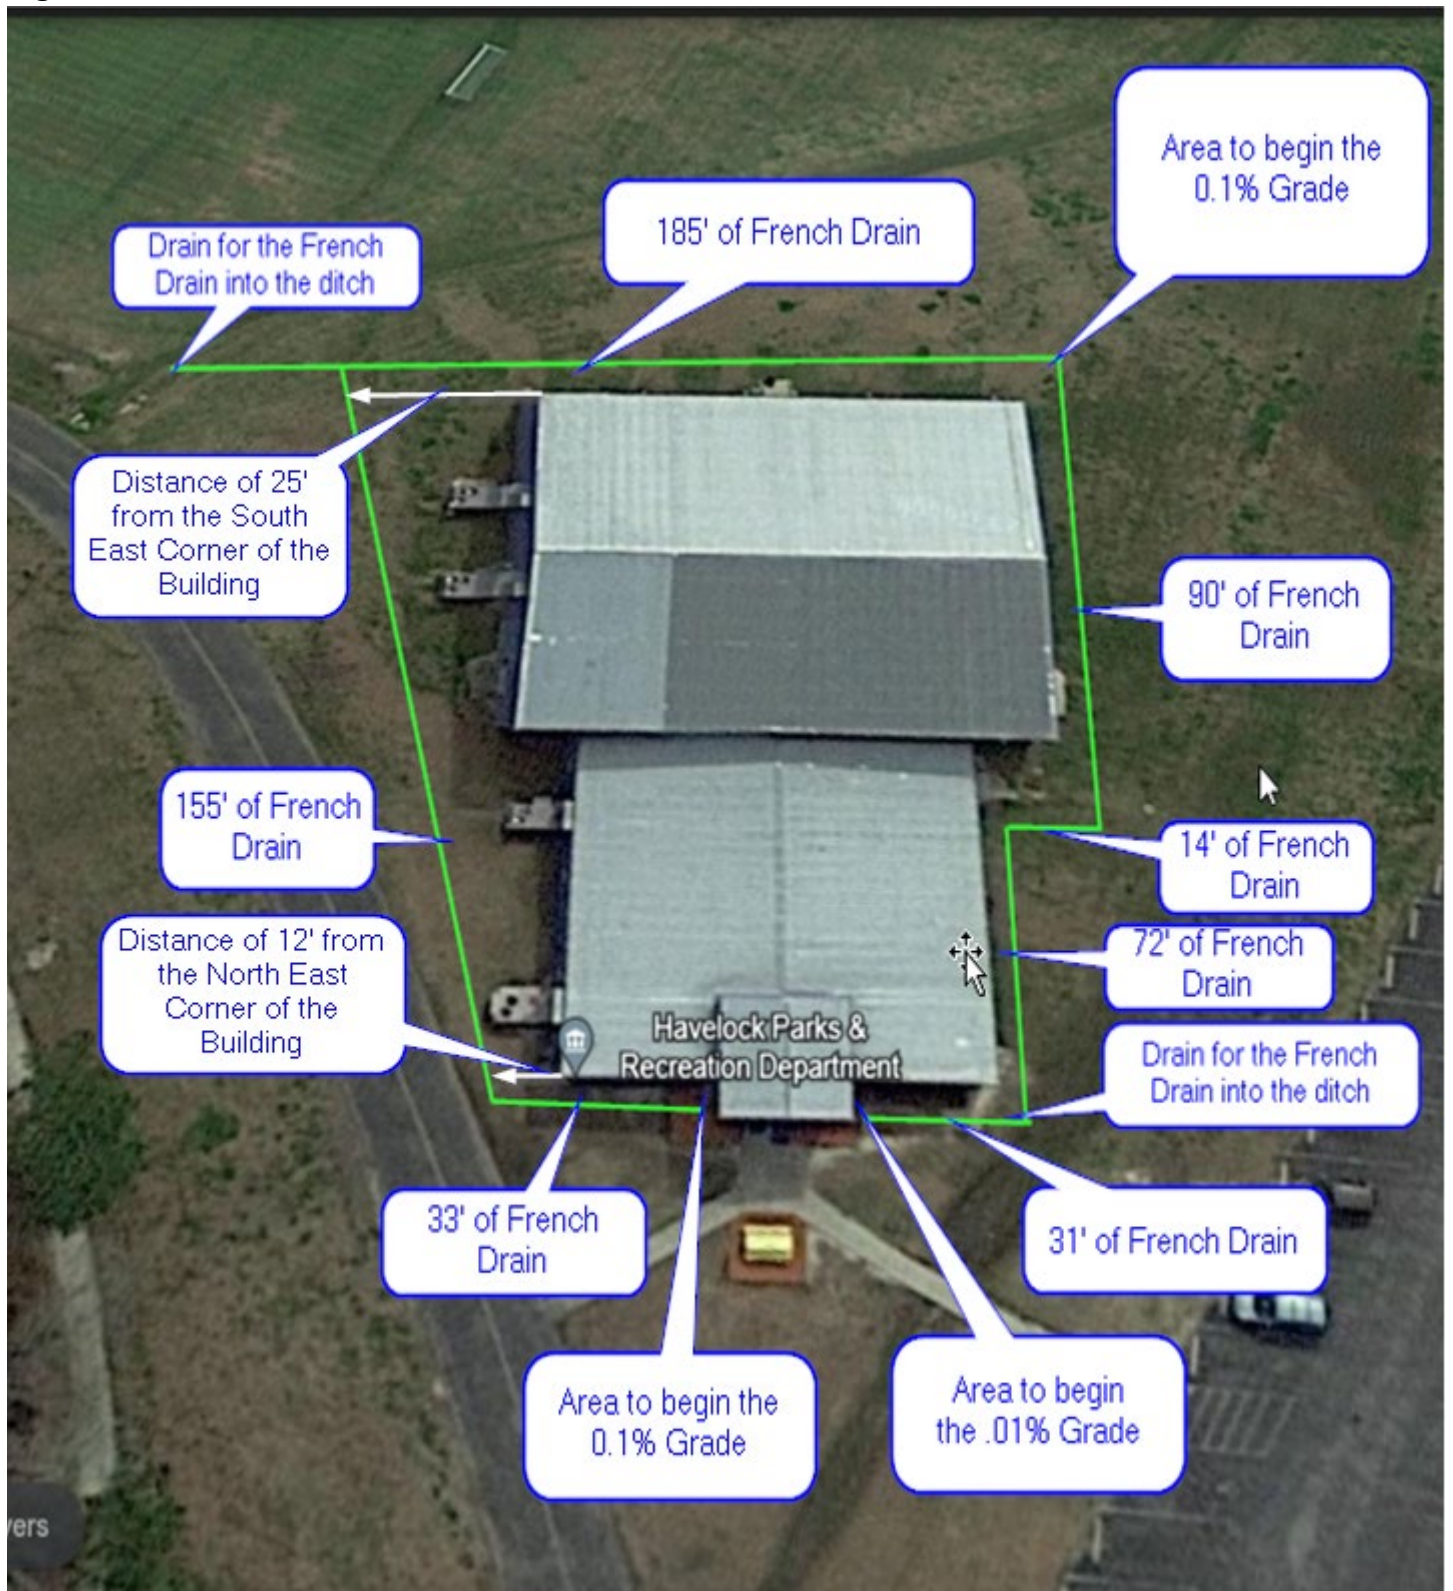 Area to begin the
0.1% Grade
185' of French Drain
Drain for the French
Drain into the ditch
Distance of 25'
from the South
East Corner of the
Building
90' of French
Drain
155' of French
Drain
14' of French
Drain
72' of French
Drain
Distance of 12' from
the North East
Corner of the
Building
Havelock Parks &
Recreation Department
Drain for the French
Drain into the ditch
33' of French
Drain
31' of French Drain
Area to begin the
0.1% Grade
Area to begin
the .01% Grade
yers